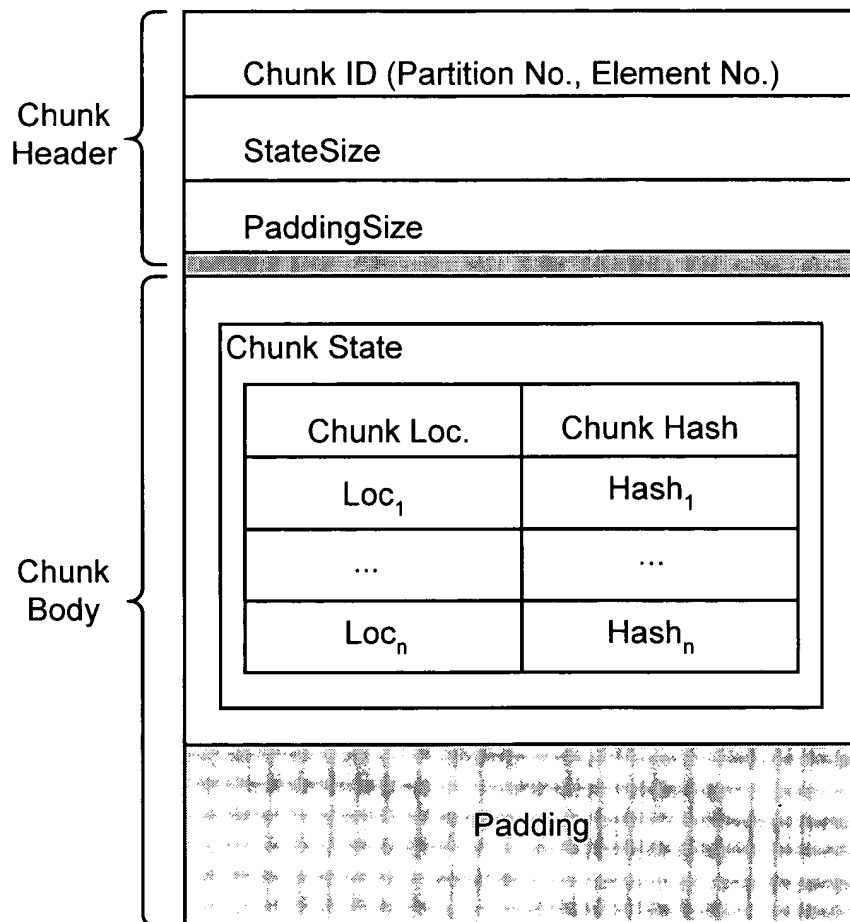 Chunk ID (Partition No., Element No.)
Chunk
Header
StateSize
PaddingSize
Chunk State
Chunk Loc. Chunk Hash
Loc₁ Hash₁
... ...
Chunk
Body
Locₙ Hashₙ
Padding